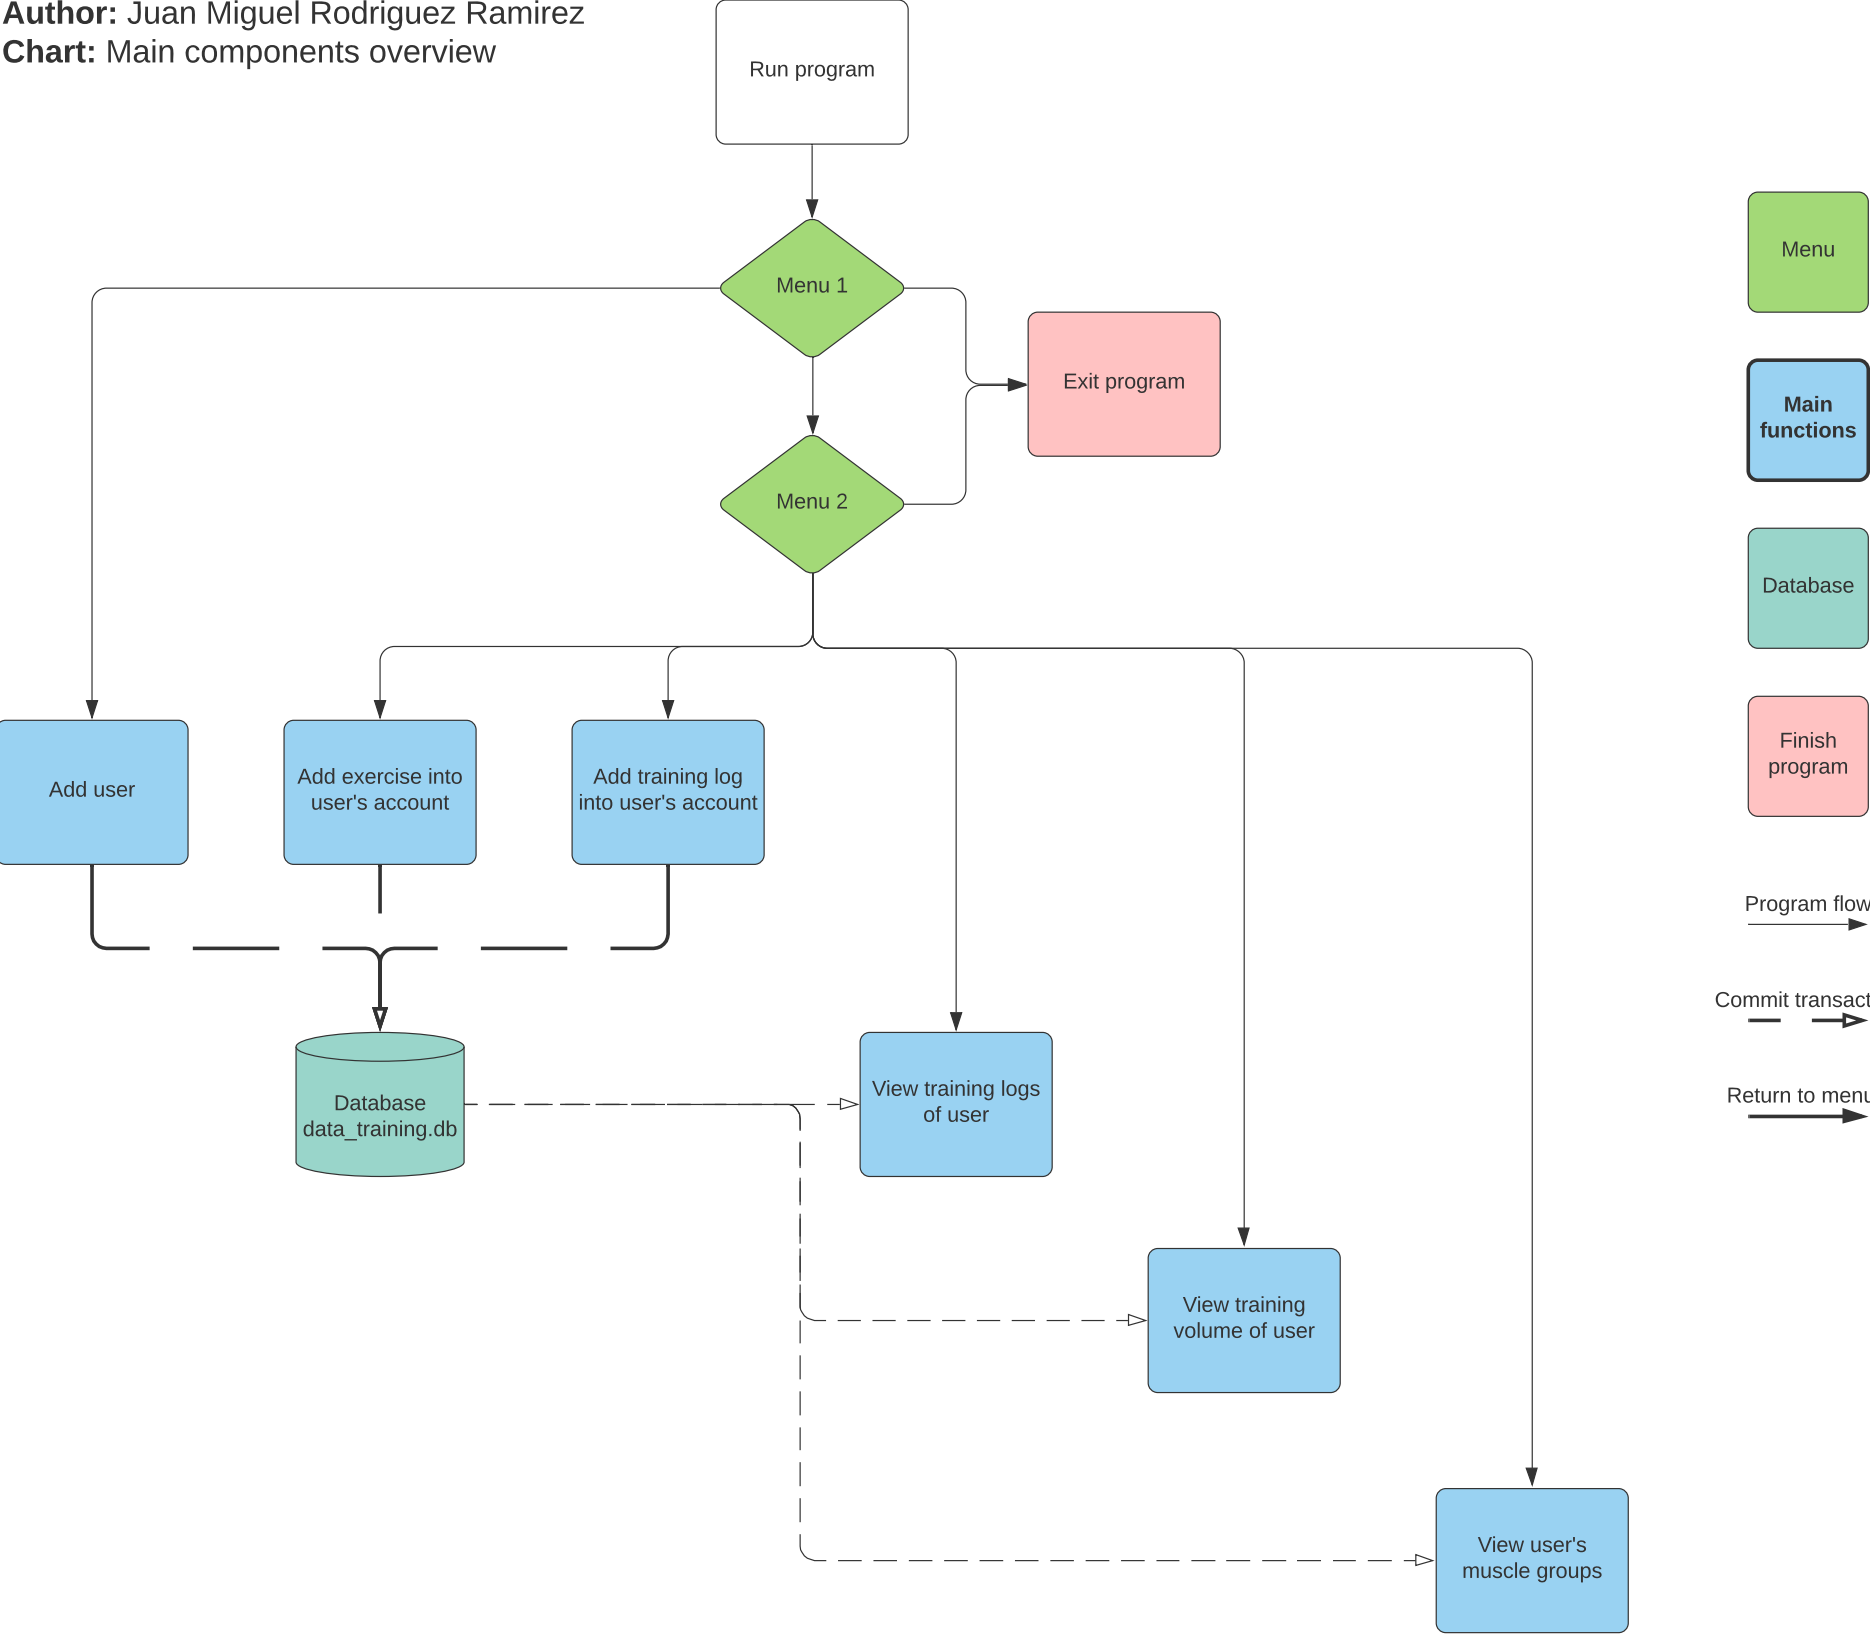 Author: Juan Miguel Rodriguez Ramirez
Chart: Main components overview
Run program
Menu 1
Exit program
Menu 2
Add user
Add exercise into
user's account
Add training log
into user's account
Database
data_training.db
View training logs
of user
View training
volume of user
View user's
muscle groups
Menu
Main
functions
Database
Finish
program
Program flow
Commit transact
Return to menu